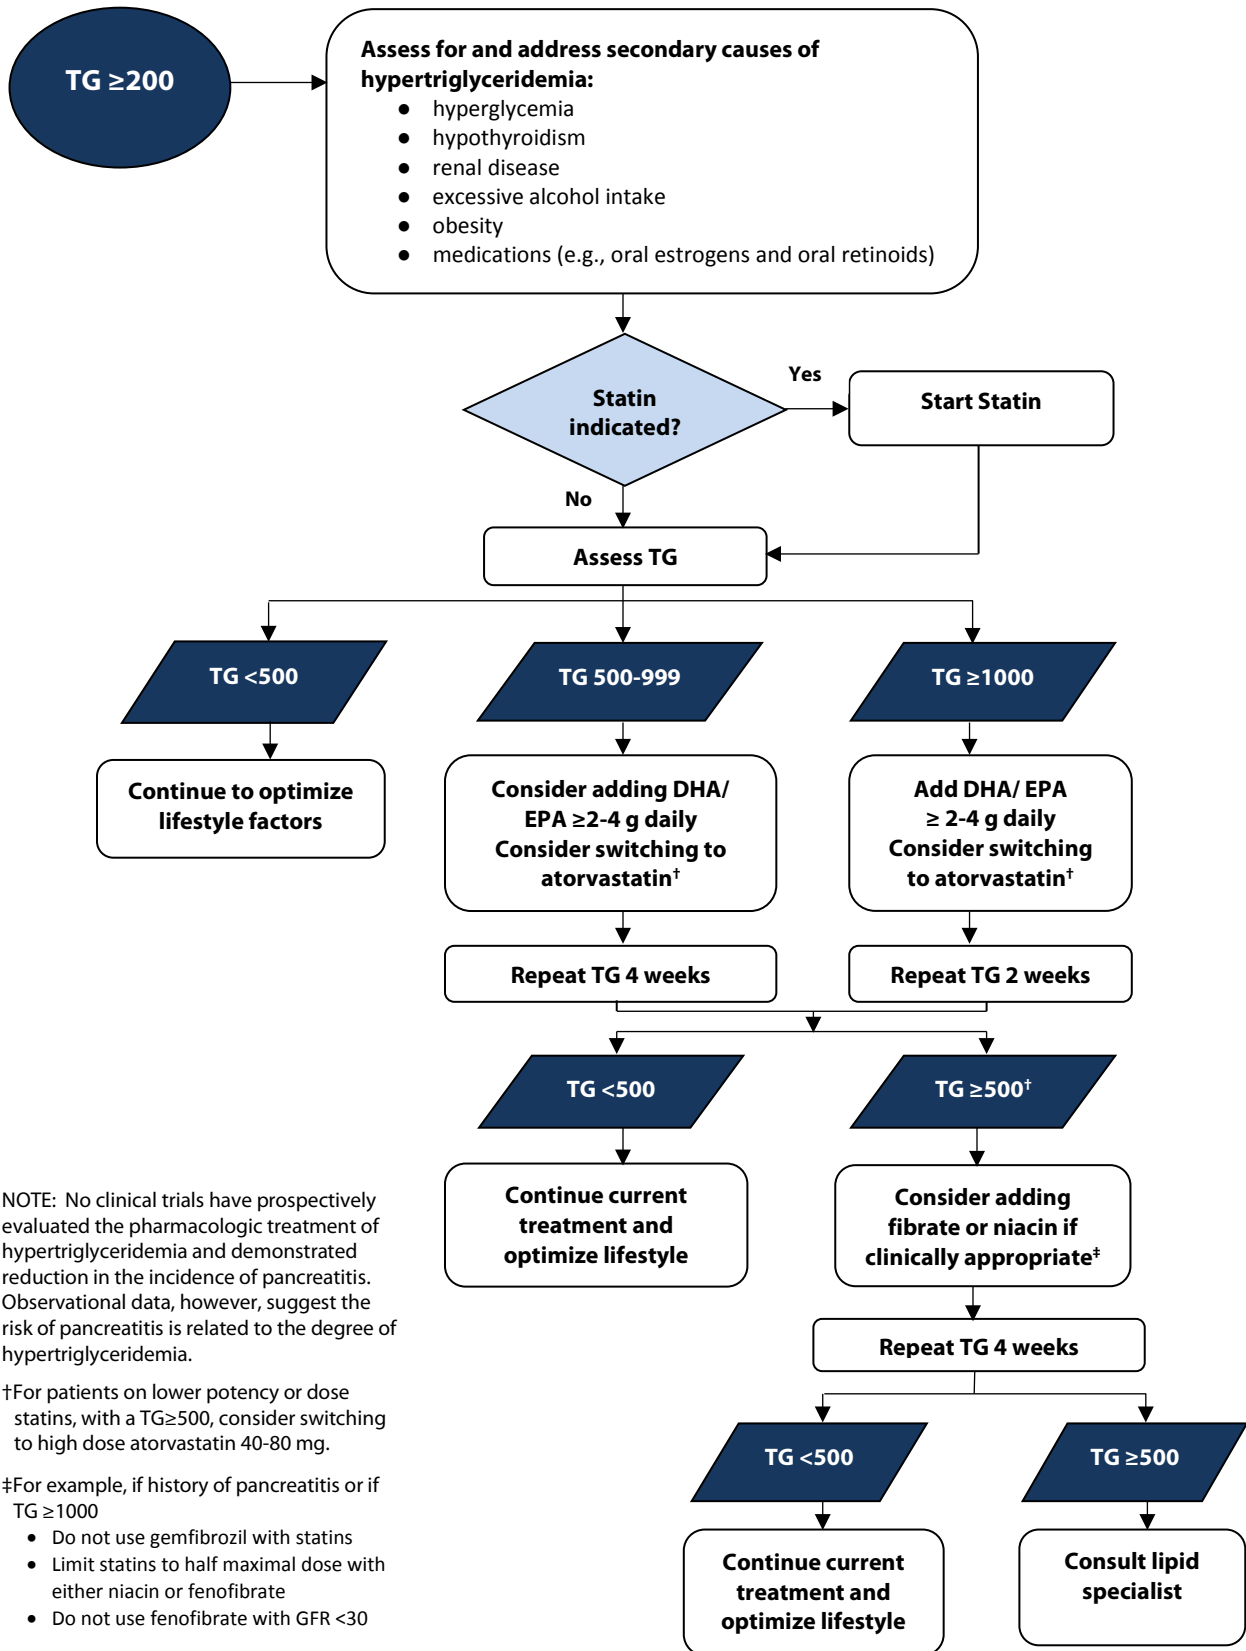 TG ≥200
Assess for and address secondary causes of
hypertriglyceridemia:
● hyperglycemia
● hypothyroidism
● renal disease
● excessive alcohol intake
● obesity
● medications (e.g., oral estrogens and oral retinoids)
Statin
indicated?
Yes
Start Statin
No
Assess TG
TG <500
TG 500-999
TG ≥1000
Continue to optimize
lifestyle factors
Consider adding DHA/
EPA ≥2-4 g daily
Consider switching to
atorvastatin†
Add DHA/ EPA
≥ 2-4 g daily
Consider switching
to atorvastatin†
Repeat TG 4 weeks
Repeat TG 2 weeks
TG <500
TG ≥500†
Continue current
treatment and
optimize lifestyle
Consider adding
fibrate or niacin if
clinically appropriate‡
Repeat TG 4 weeks
TG <500
TG ≥500
Continue current
treatment and
optimize lifestyle
Consult lipid
specialist
NOTE: No clinical trials have prospectively
evaluated the pharmacologic treatment of
hypertriglyceridemia and demonstrated
reduction in the incidence of pancreatitis.
Observational data, however, suggest the
risk of pancreatitis is related to the degree of
hypertriglyceridemia.
†For patients on lower potency or dose
statins, with a TG≥500, consider switching
to high dose atorvastatin 40-80 mg.
‡For example, if history of pancreatitis or if
TG ≥1000
• Do not use gemfibrozil with statins
• Limit statins to half maximal dose with
either niacin or fenofibrate
• Do not use fenofibrate with GFR <30